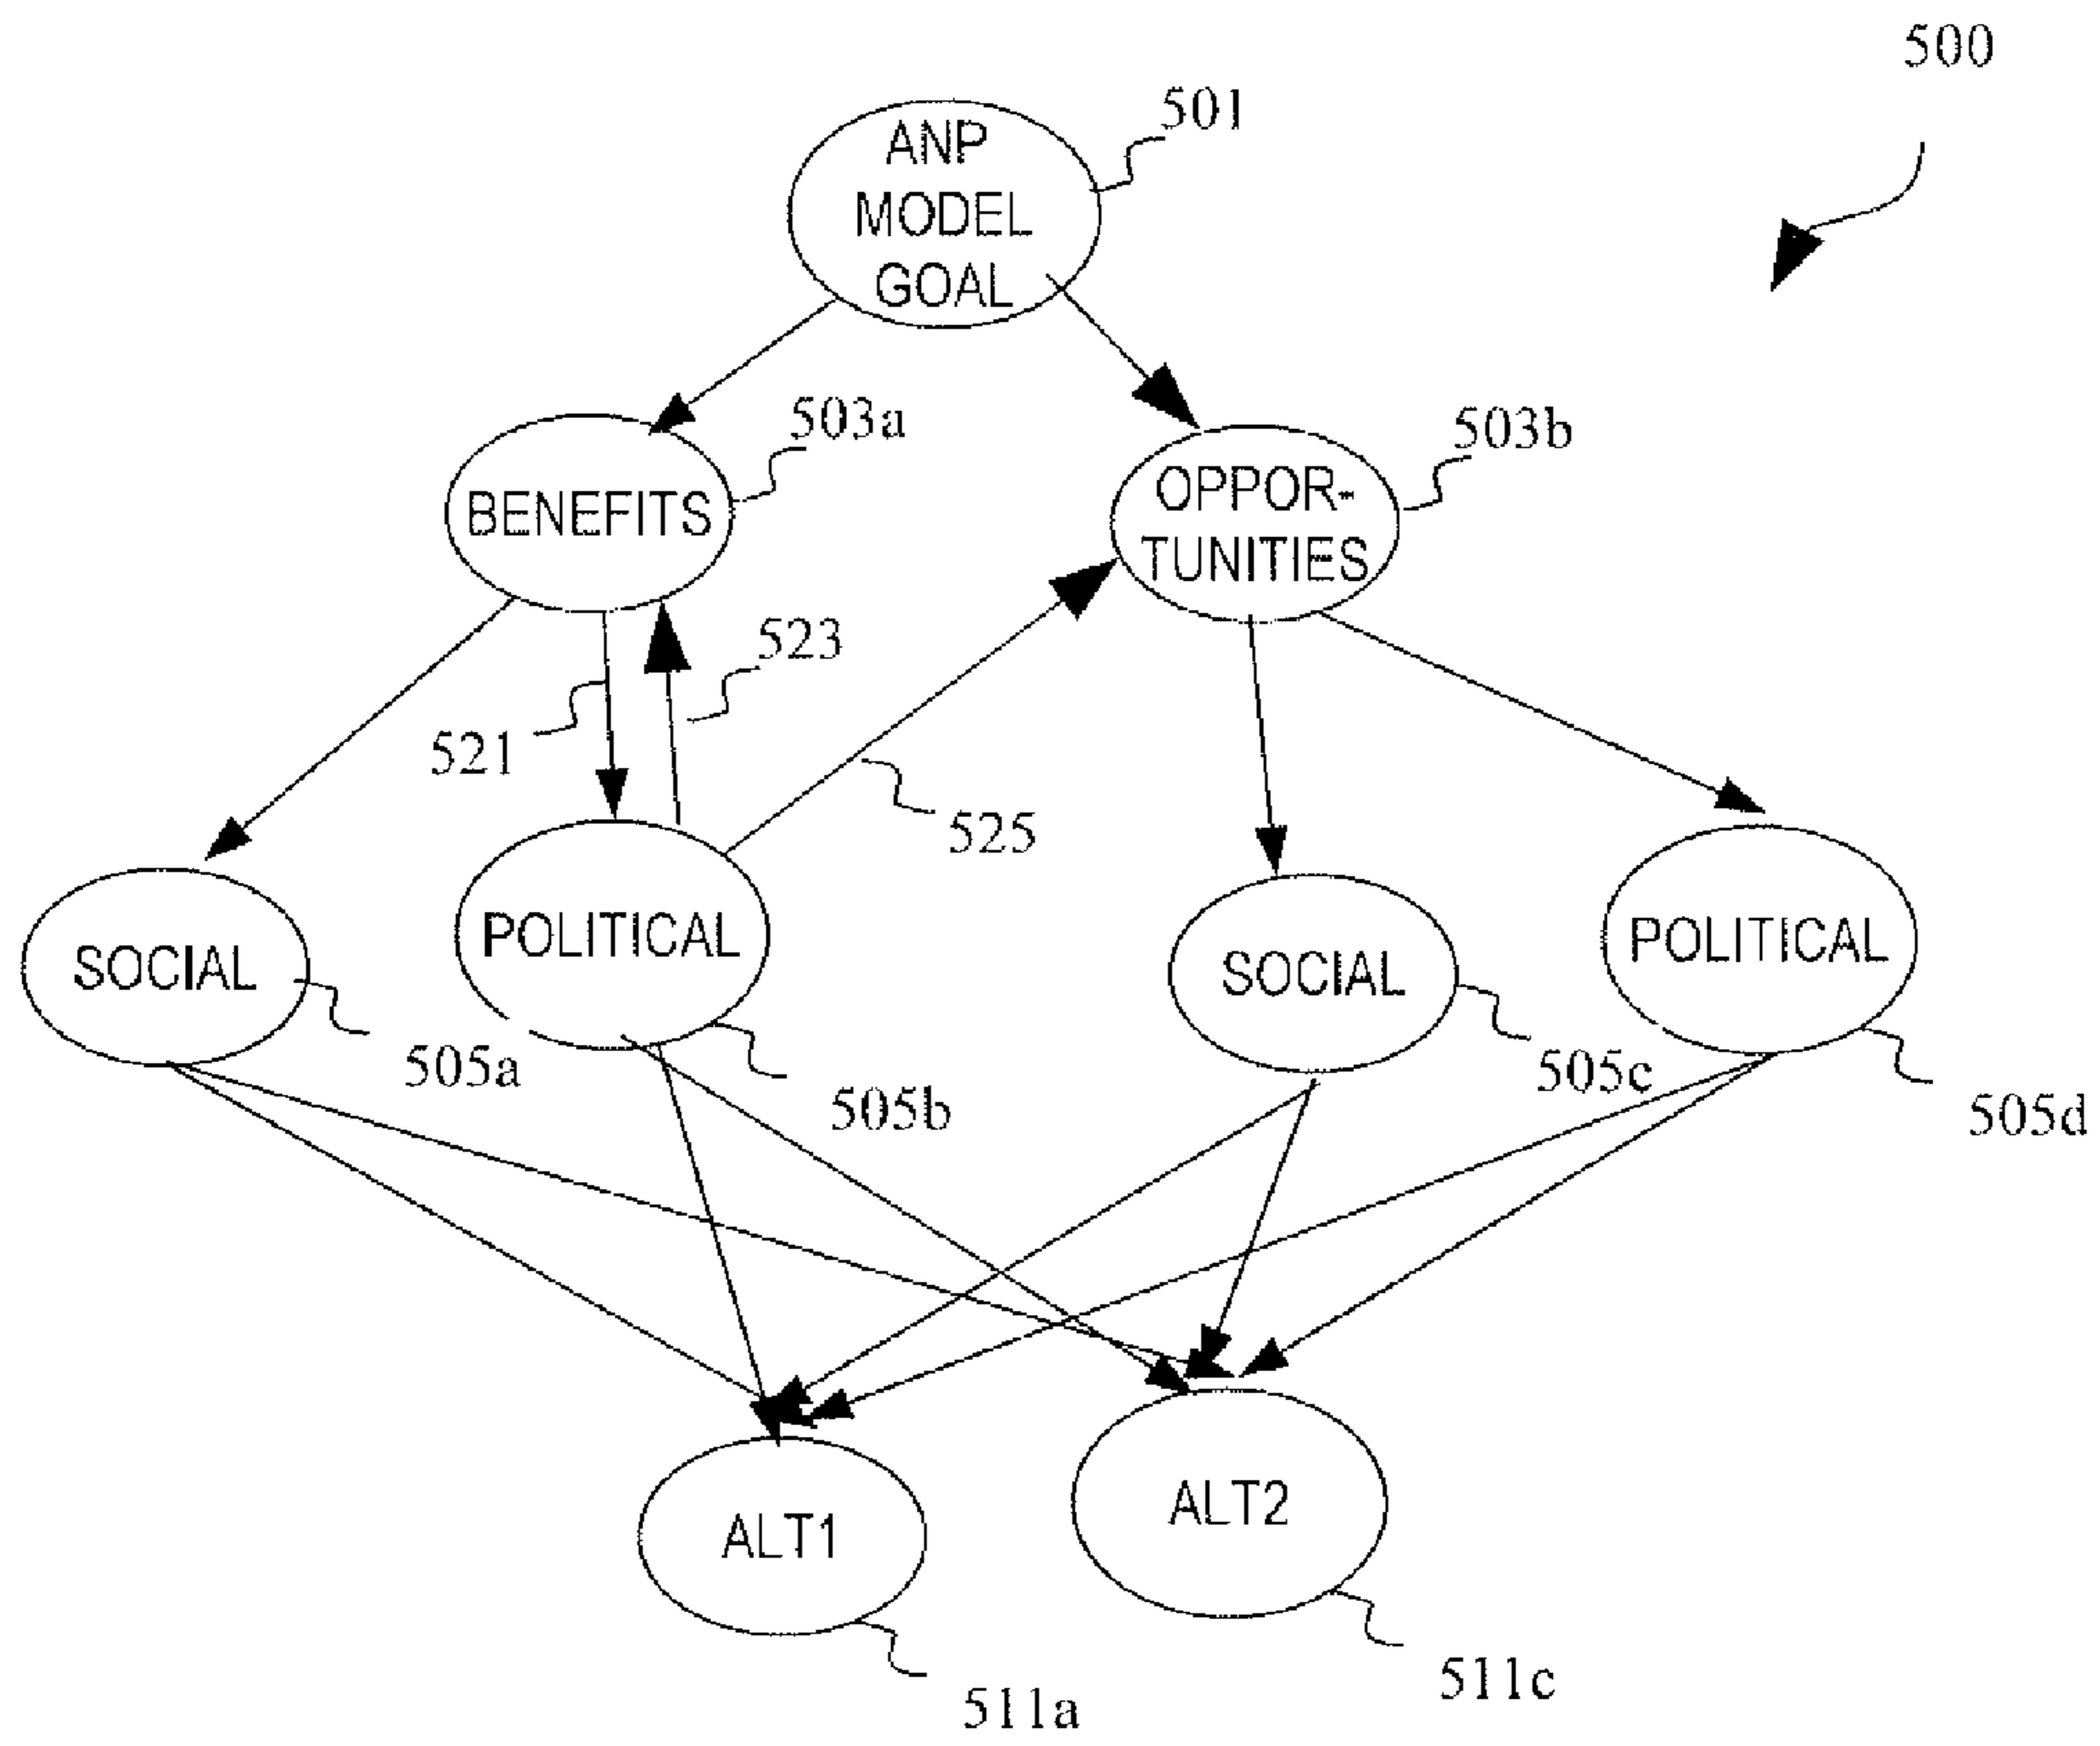 500
501
ANP
MODEL
GOAL
503a
503b
BENEFITS
OPPOR-
TUNITIES
523
521
525
SOCIAL
POLITICAL
SOCIAL
POLITICAL
505a
505b
505c
505d
ALT1
ALT2
511a
511c